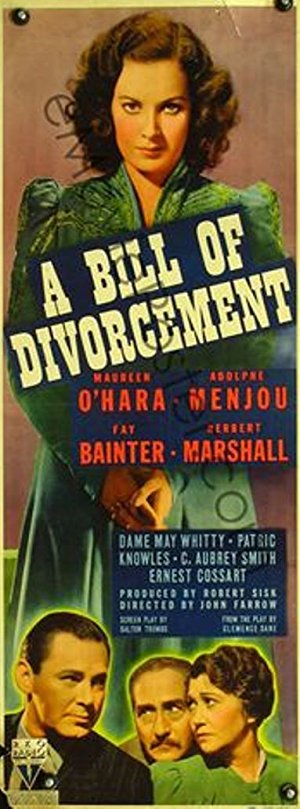 A BILL OF
DIVORCEMENT
MAUREEN ADOLPHE
O'HARA - MENJOU
FAY HERBERT
BAINTER · MARSHALL
DAME MAY WHITTY · PATRIC
KNOWLES · C. AUBREY SMITH
ERNEST COSSART
PRODUCED BY ROBERT SISK
DIRECTED BY JOHN FARROW
SCREEN PLAY BY FROM THE PLAY BY
DALTON TRUMBO CLEMENCE DANE
RKO
RADIO